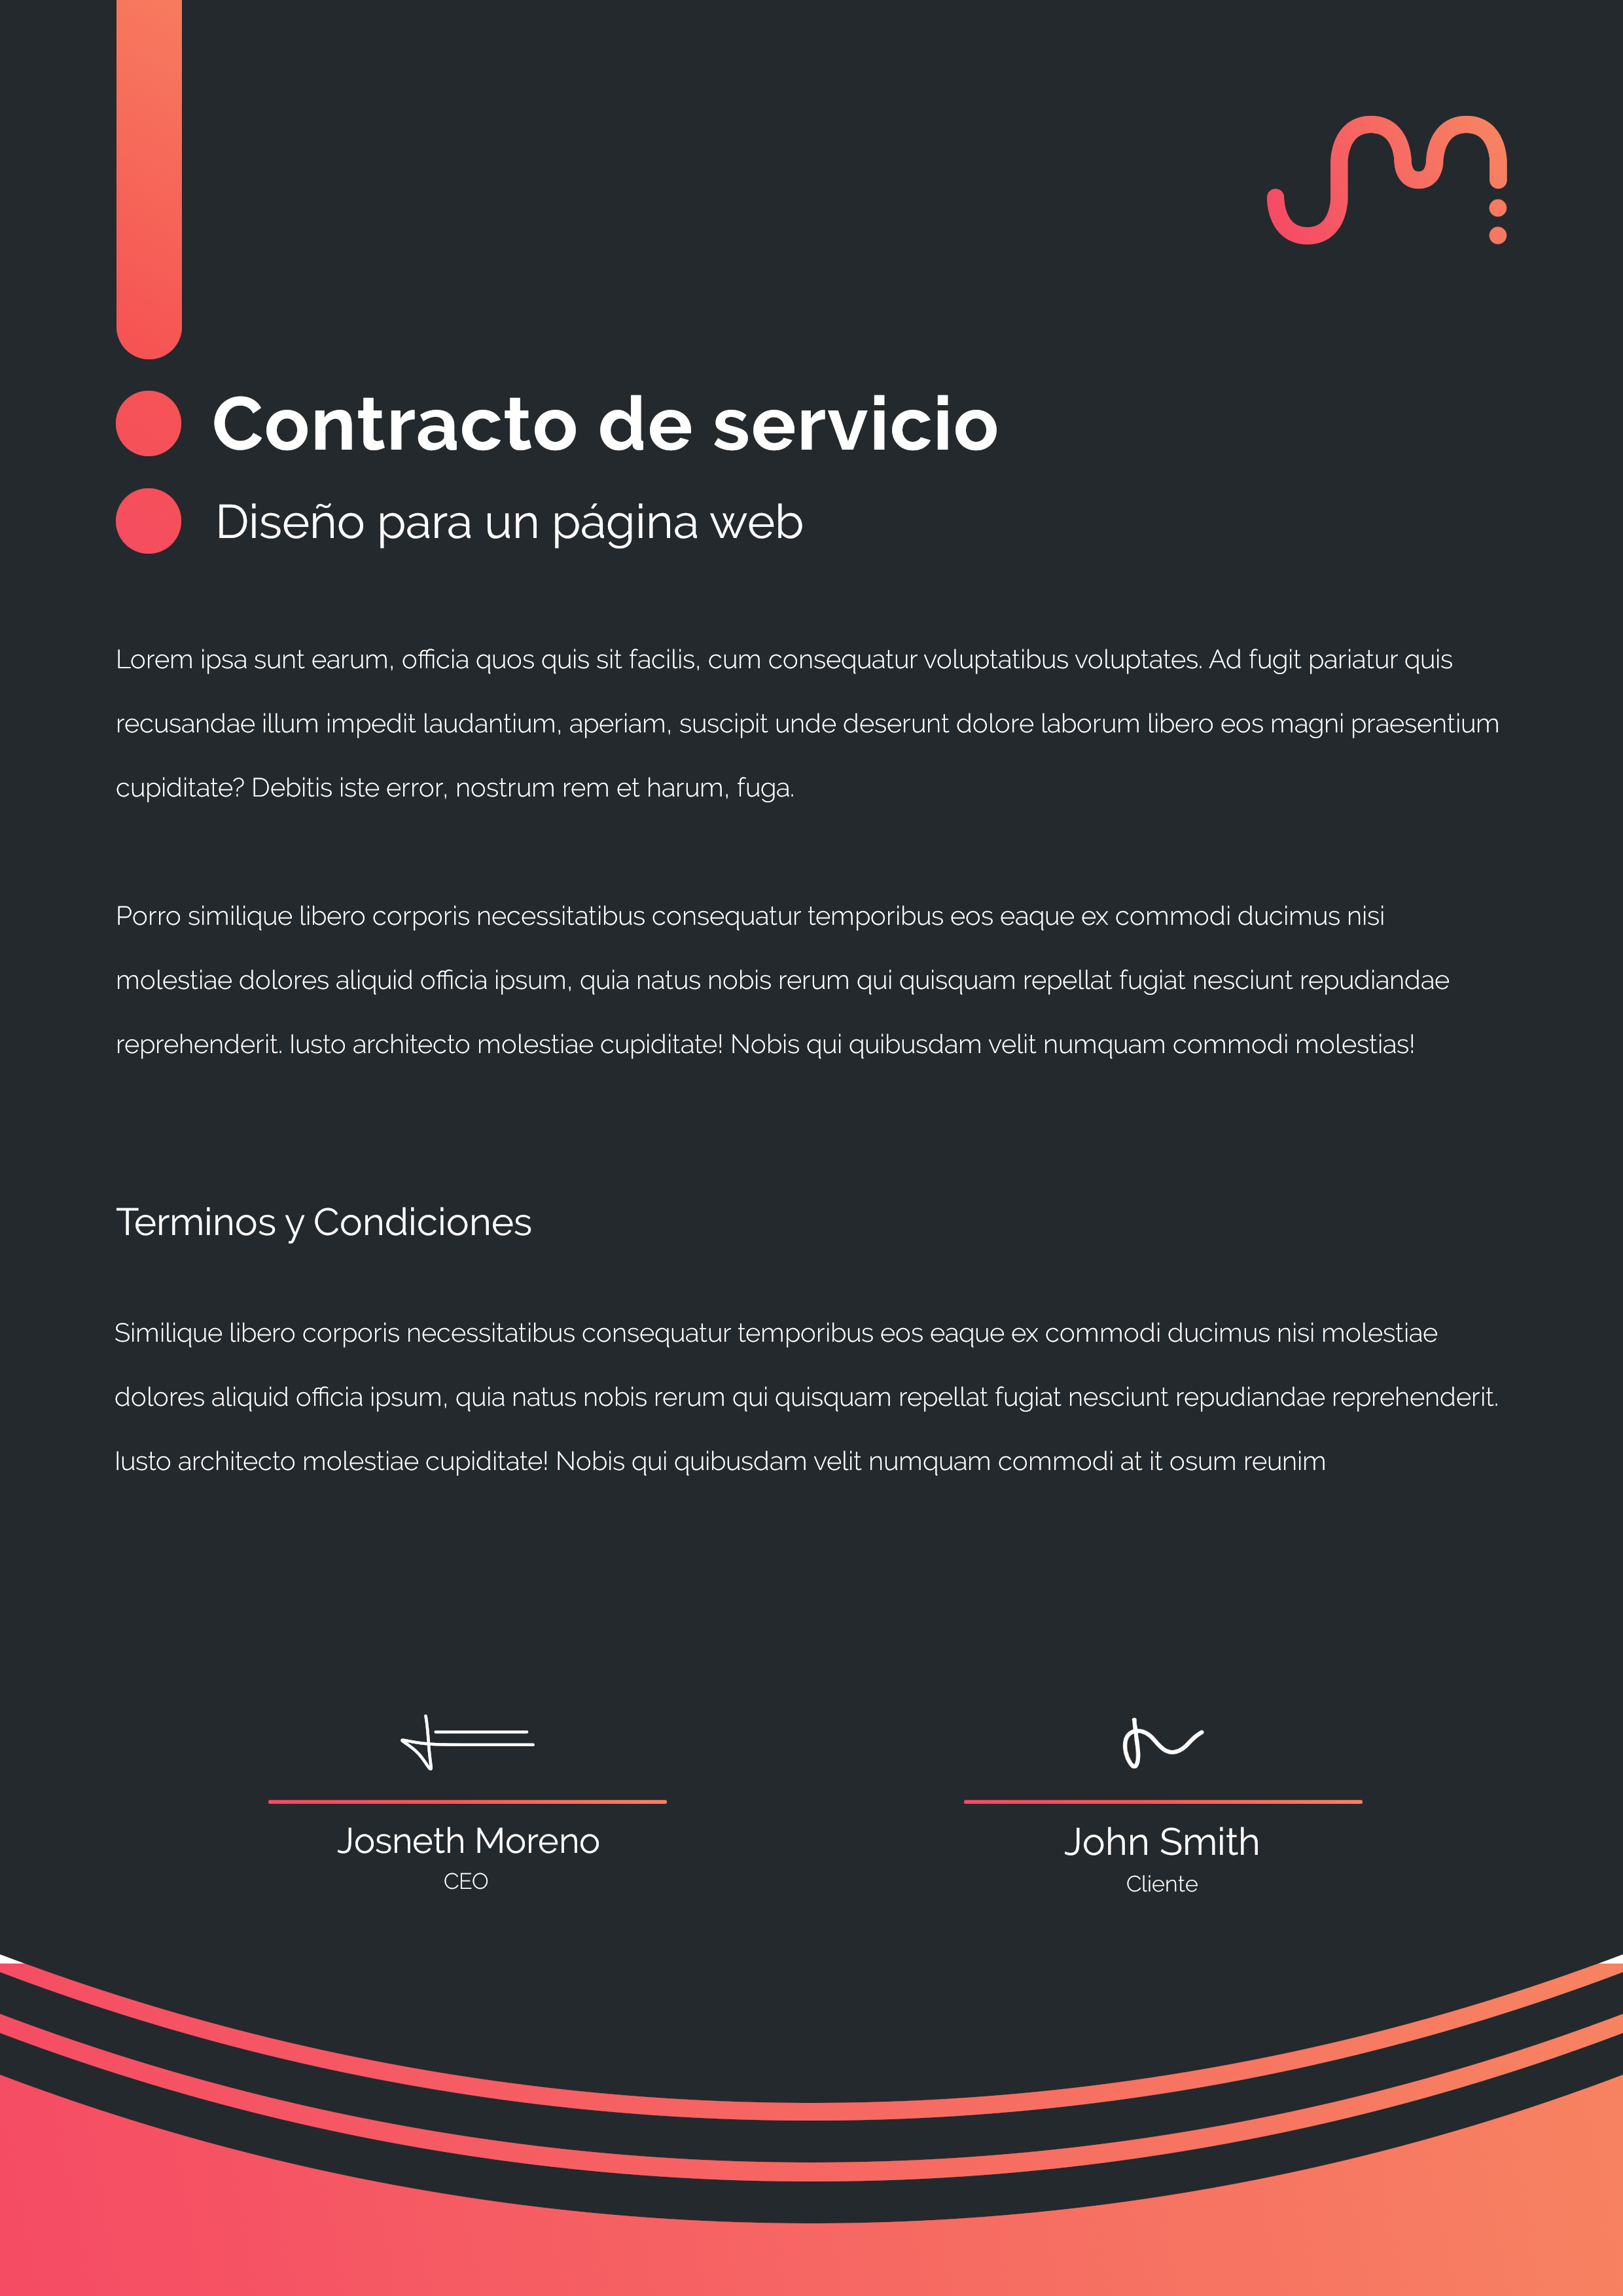 Contracto de servicio
Diseño para un página web
Lorem ipsa sunt earum, officia quos quis sit facilis, cum consequatur voluptatibus voluptates. Ad fugit pariatur quis
recusandae illum impedit laudantium, aperiam, suscipit unde deserunt dolore laborum libero eos magni praesentium
cupiditate? Debitis iste error, nostrum rem et harum, fuga.
Porro similique libero corporis necessitatibus consequatur temporibus eos eaque ex commodi ducimus nisi
molestiae dolores aliquid officia ipsum, quia natus nobis rerum qui quisquam repellat fugiat nesciunt repudiandae
reprehenderit. Iusto architecto molestiae cupiditate! Nobis qui quibusdam velit numquam commodi molestias!
Terminos y Condiciones
Similique libero corporis necessitatibus consequatur temporibus eos eaque ex commodi ducimus nisi molestiae
dolores aliquid officia ipsum, quia natus nobis rerum qui quisquam repellat fugiat nesciunt repudiandae reprehenderit.
Iusto architecto molestiae cupiditate! Nobis qui quibusdam velit numquam commodi at it osum reunim
Josneth Moreno
CEO
John Smith
Cliente